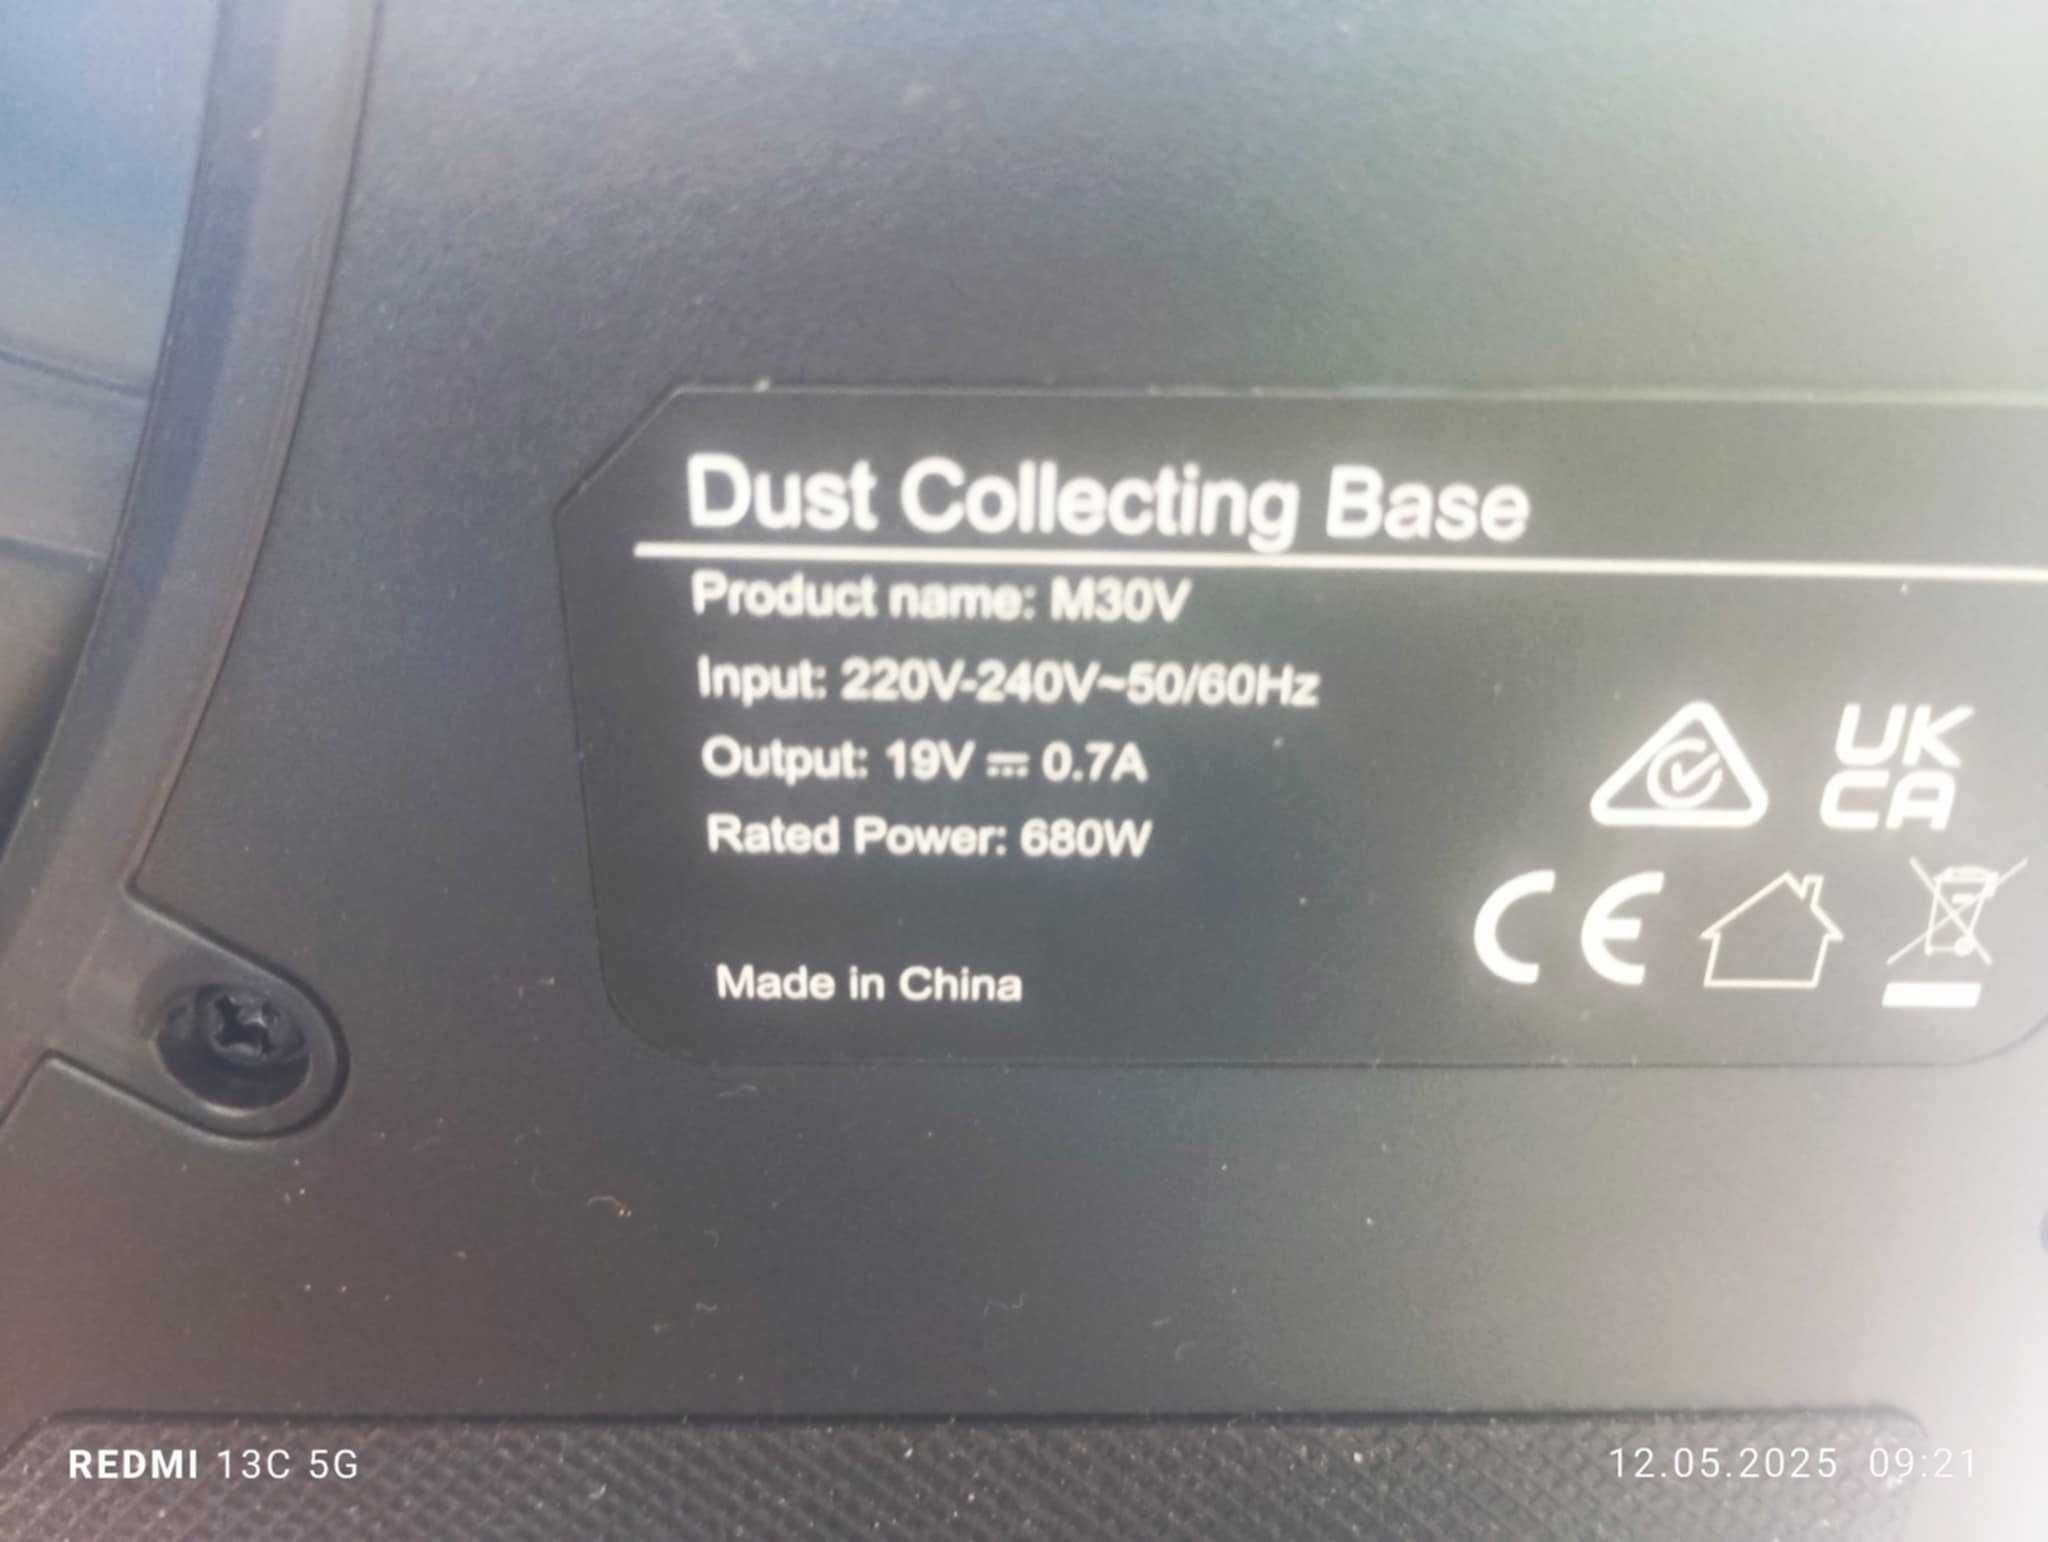 Dust Collecting Base
Product name: M30V
Input: 220V-240V~50/60Hz
Output: 19V ⎓ 0.7A
Rated Power: 680W
UK
CA
CE
Made in China
REDMI 13C 5G
12.05.2025 09:21